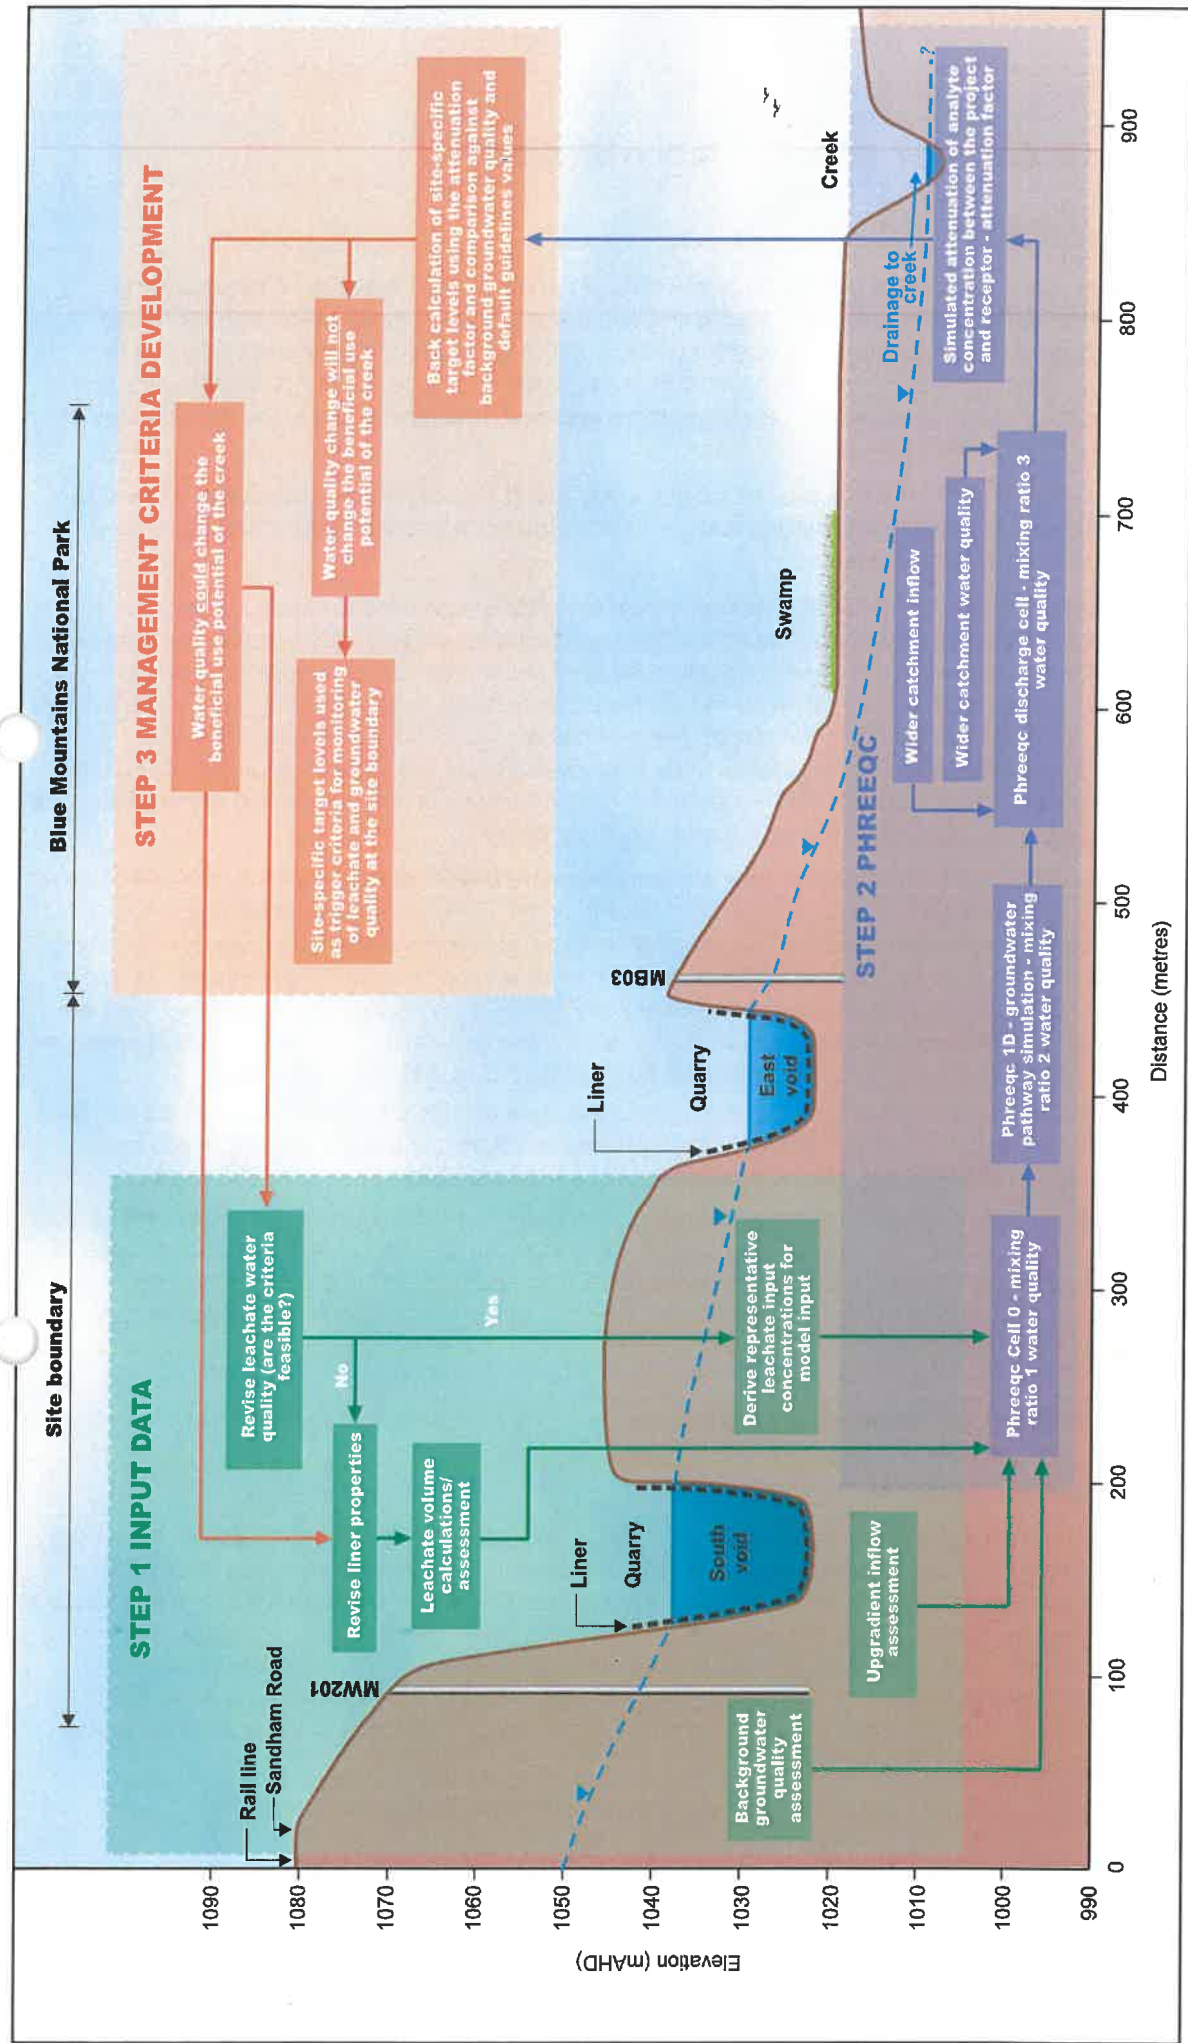 Site boundary
Blue Mountains National Park
Rail line
Sandham Road
STEP 1 INPUT DATA
STEP 3 MANAGEMENT CRITERIA DEVELOPMENT
Revise leachate water
quality (are the criteria
feasible?)
No
Yes
Revise liner properties
Leachate volume
calculations/
assessment
Derive representative
leachate input
concentrations for
model input
Background
groundwater
quality
assessment
Upgradient inflow
assessment
Water quality could change the
beneficial use potential of the creek
Water quality change will not
change the beneficial use
potential of the creek
Site-specific target levels used
as trigger criteria for monitoring
of leachate and groundwater
quality at the site boundary
Back calculation of site-specific
target levels using the attenuation
factor and comparison against
background groundwater quality and
default guidelines values
MW201
Liner
Quarry
South
void
Liner
Quarry
East
void
MB03
Swamp
Creek
Drainage to
creek
?
STEP 2 PHREEQC
Phreeqc Cell 0 - mixing
ratio 1 water quality
Phreeqc 1D - groundwater
pathway simulation - mixing
ratio 2 water quality
Wider catchment inflow
Wider catchment water quality
Phreeqc discharge cell - mixing ratio 3
water quality
Simulated attenuation of analyte
concentration between the project
and receptor - attenuation factor
Elevation (mAHD)
1090
1080
1070
1060
1050
1040
1030
1020
1010
1000
990
0
100
200
300
400
500
600
700
800
900
Distance (metres)